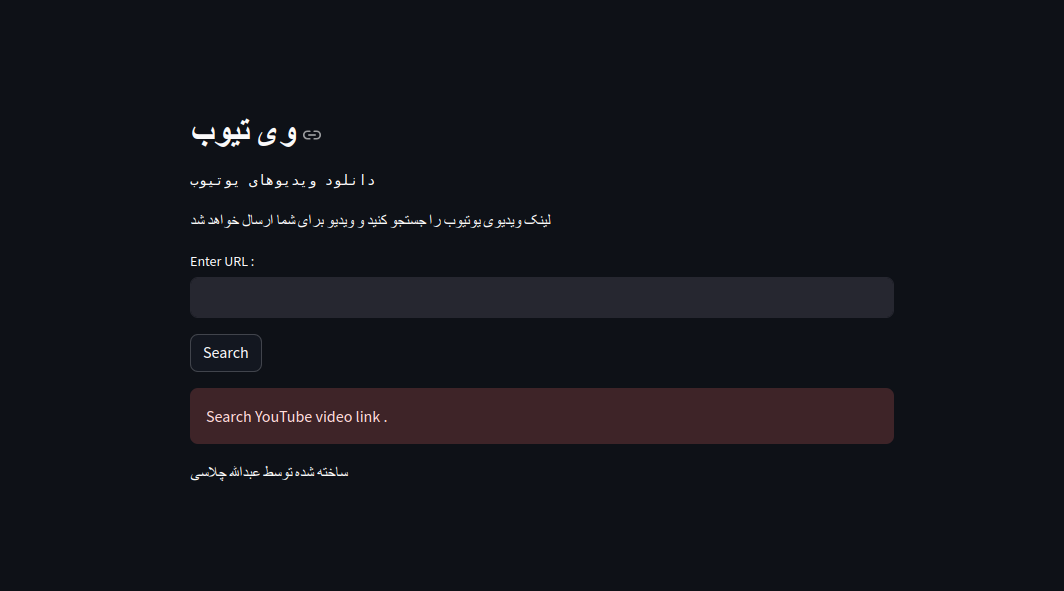 وی تیوب
دانلود ویدیوهای یوتیوب
لینک ویدیوی یوتیوب را جستجو کنید و ویدیو برای شما ارسال خواهد شد
Enter URL :
Search
Search YouTube video link .
ساخته شده توسط عبدالله چلاسی